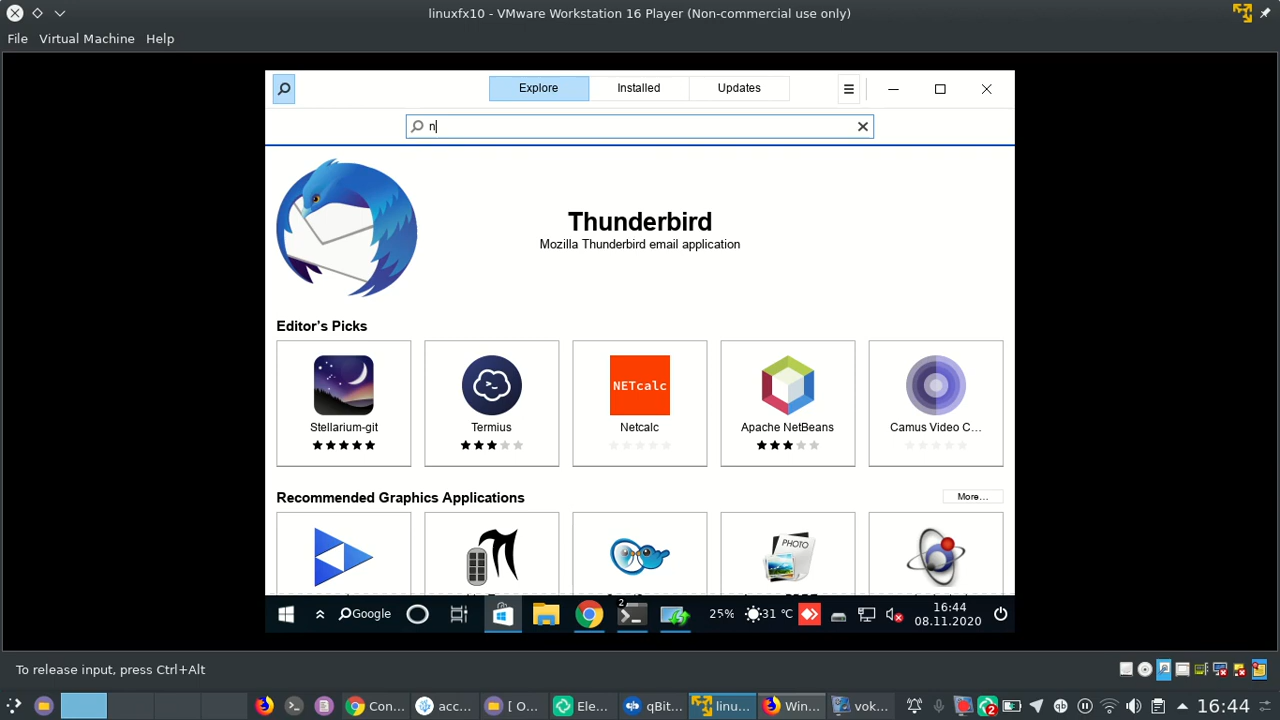 linuxfx10 - VMware Workstation 16 Player (Non-commercial use only)
File Virtual Machine Help
Explore Installed Updates
n
Thunderbird
Mozilla Thunderbird email application
Editor's Picks
NETcalc
Stellarium-git Termius Netcalc Apache NetBeans Camus Video C...
Recommended Graphics Applications More...
PHOTO
Google 2 25% 31 °C 16:44
08.11.2020
To release input, press Ctrl+Alt
Con... acc... [ O... Ele... qBit... linu... Win... vok... 2 16:44